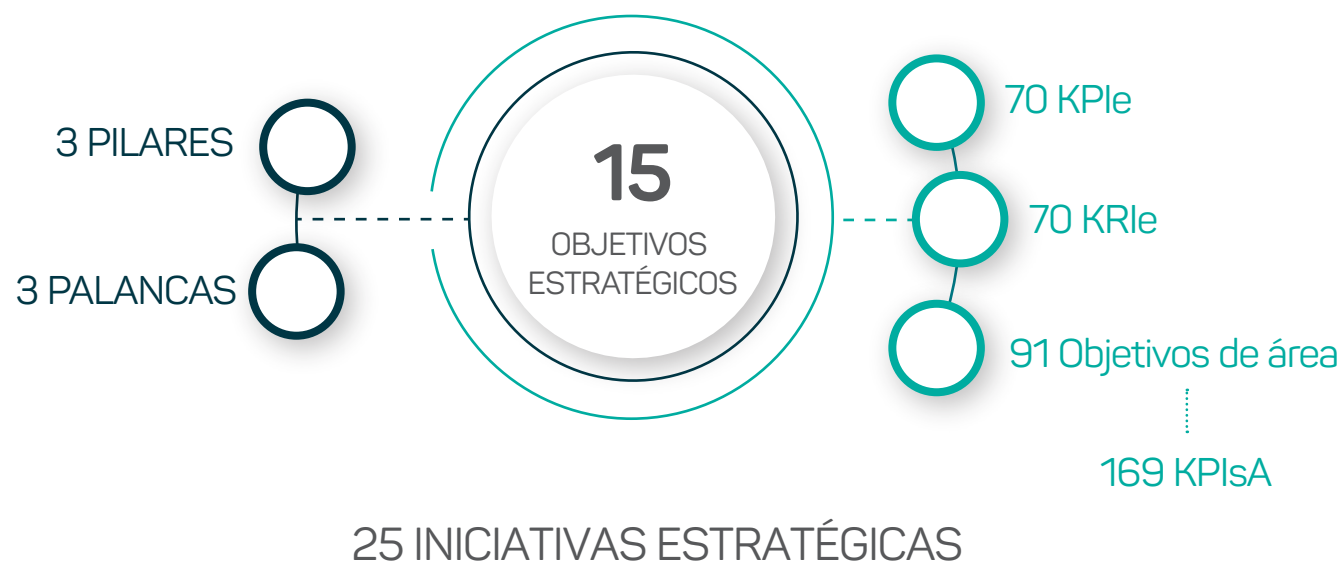 3 PILARES
3 PALANCAS
15
OBJETIVOS
ESTRATÉGICOS
70 KPIe
70 KRIe
91 Objetivos de área
169 KPIsA
25 INICIATIVAS ESTRATÉGICAS